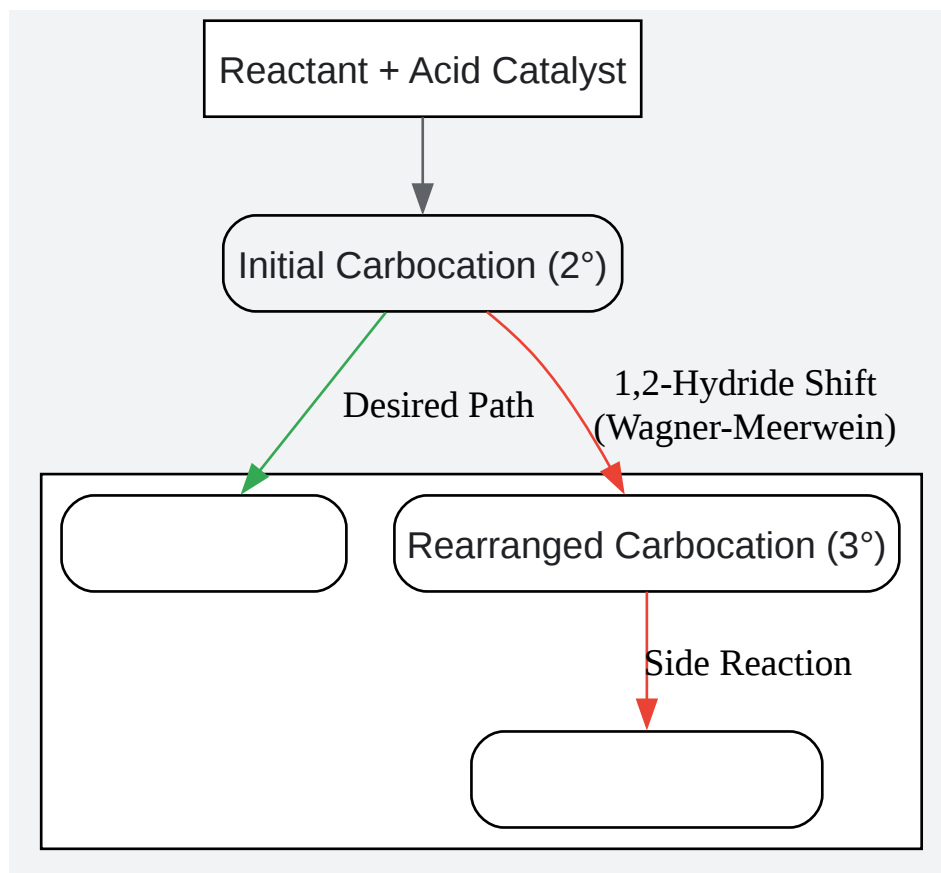 Reactant + Acid Catalyst
Initial Carbocation (2°)
Desired Path
1,2-Hydride Shift
(Wagner-Meerwein)
Rearranged Carbocation (3°)
Side Reaction